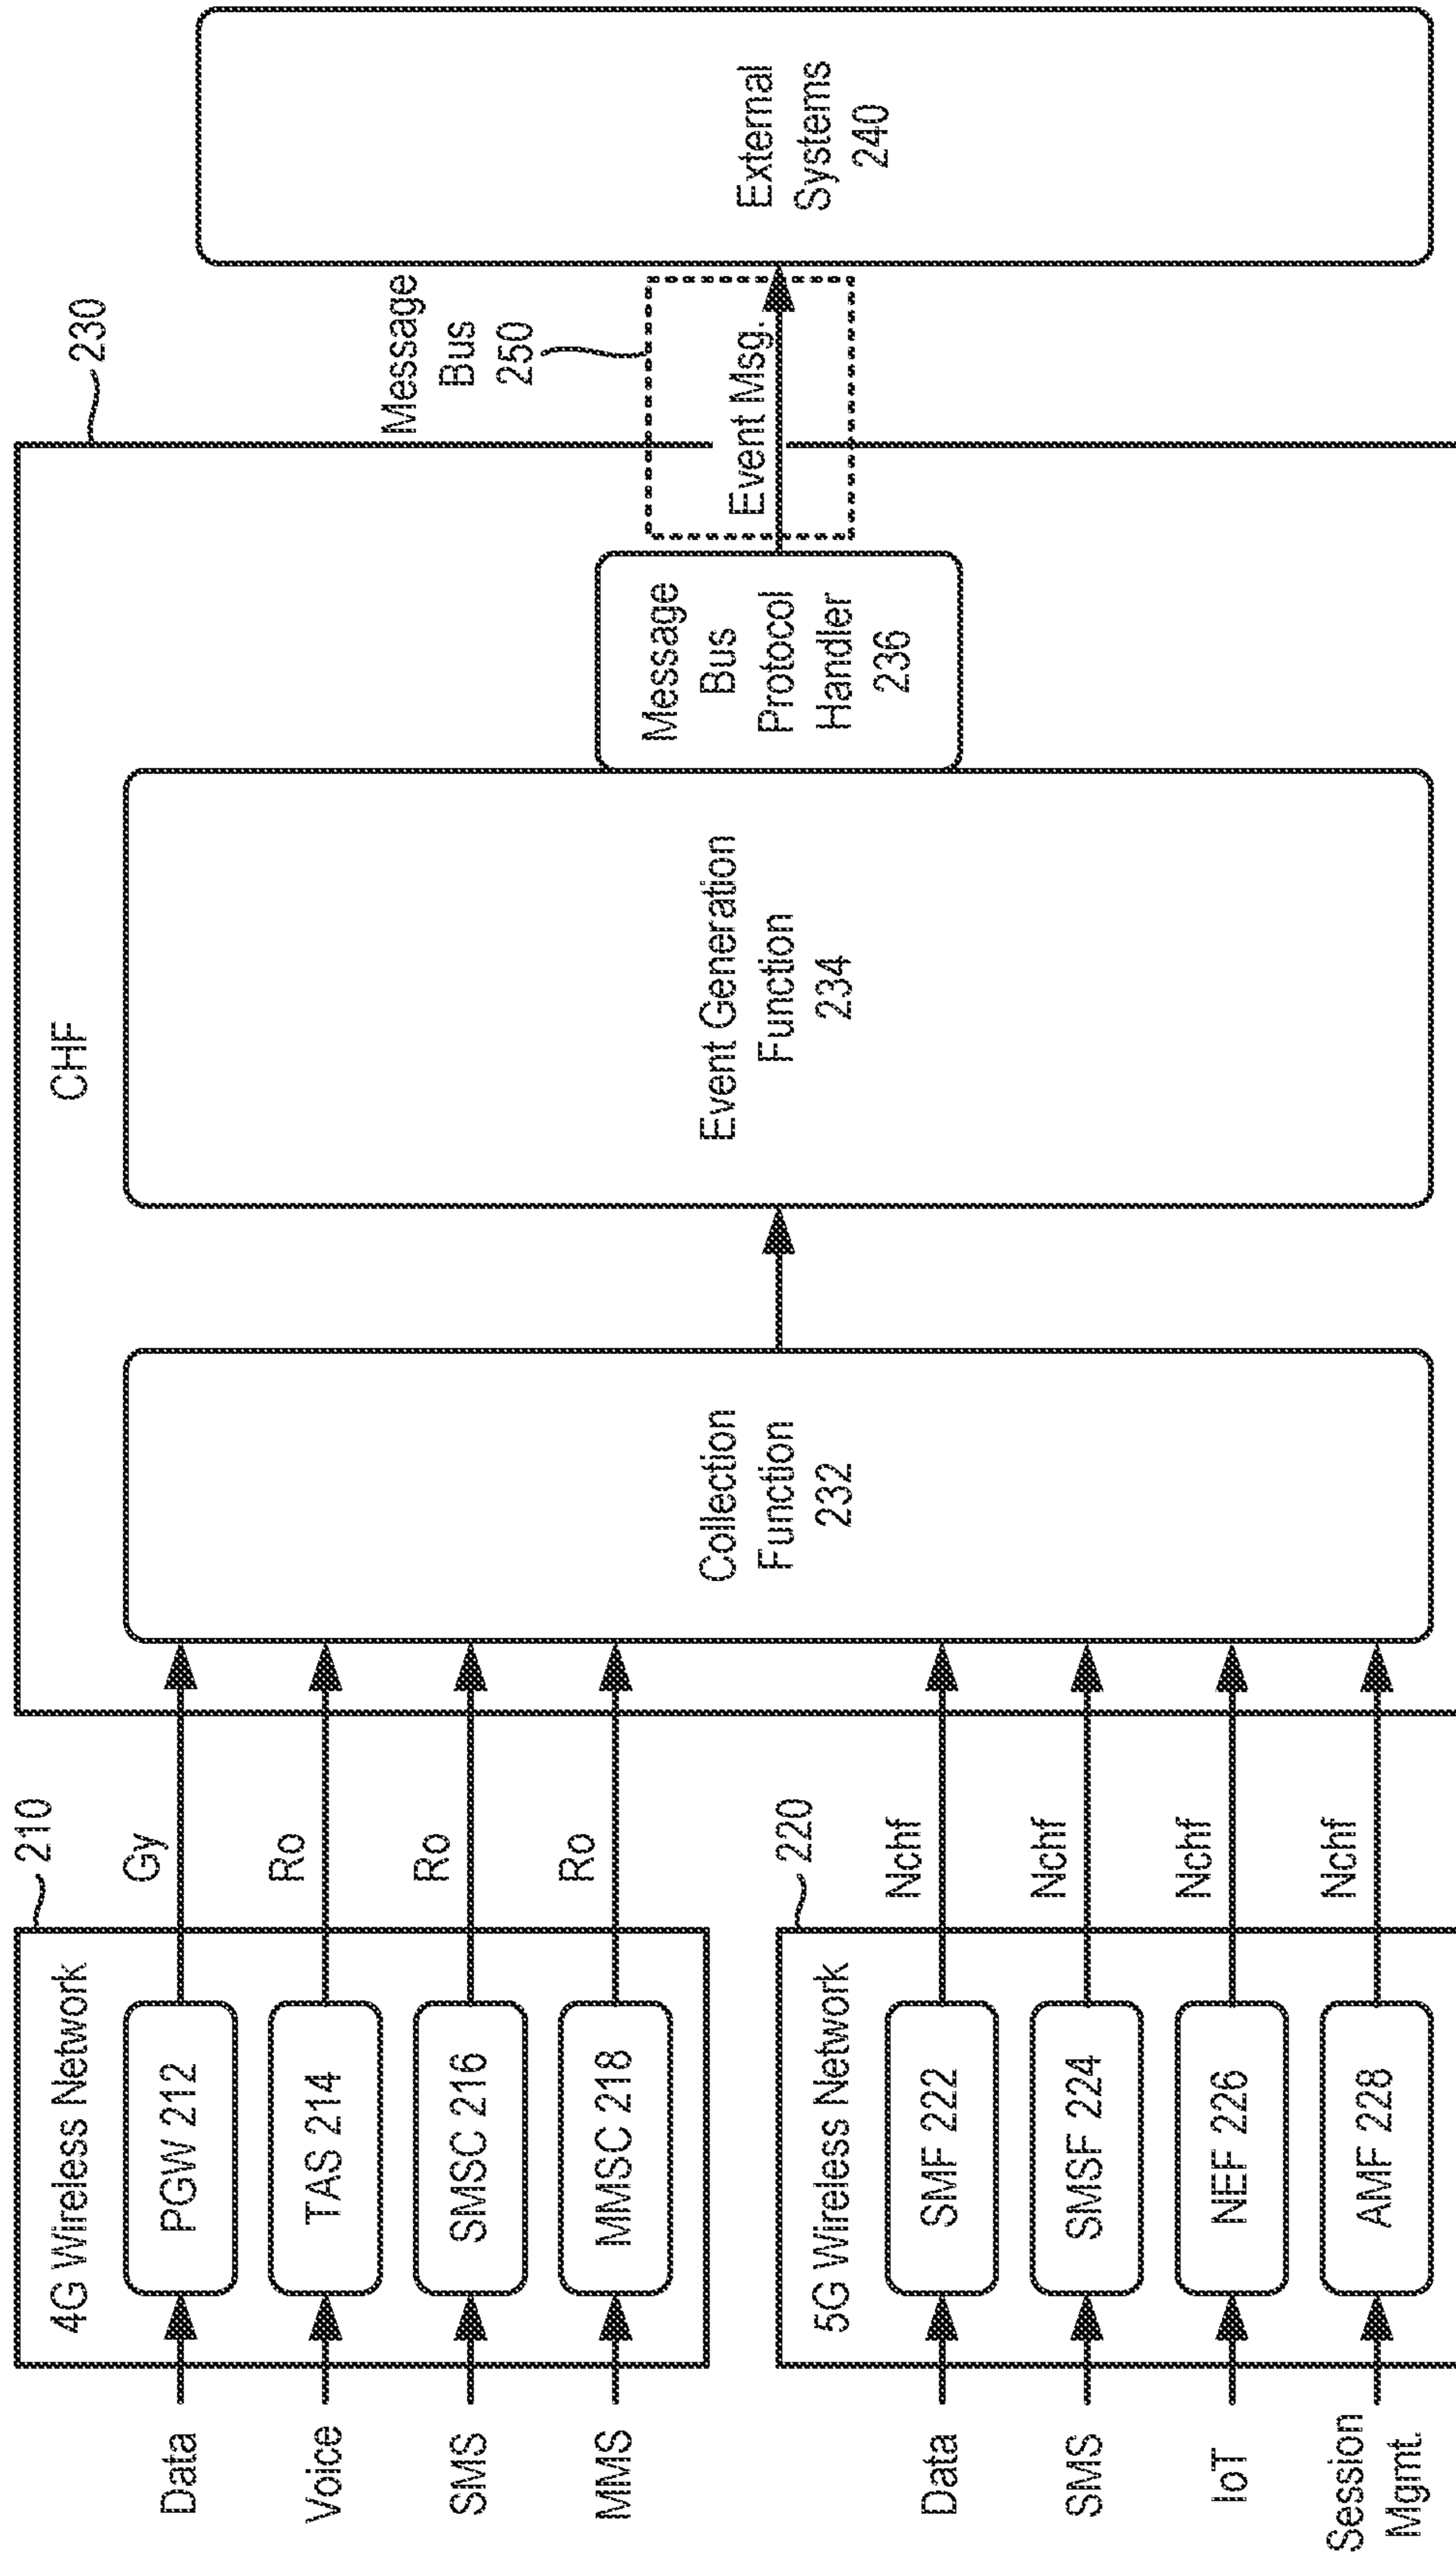 4G Wireless Network
210
Data
PGW 212
Gy
Voice
TAS 214
Ro
SMS
SMSC 216
Ro
MMS
MMSC 218
Ro
5G Wireless Network
220
Data
SMF 222
Nchf
SMS
SMSF 224
Nchf
IoT
NEF 226
Nchf
Session
Mgmt.
AMF 228
Nchf
CHF
230
Collection
Function
232
Event Generation
Function
234
Message
Bus
Protocol
Handler
236
Message
Bus
250
Event Msg.
External
Systems
240